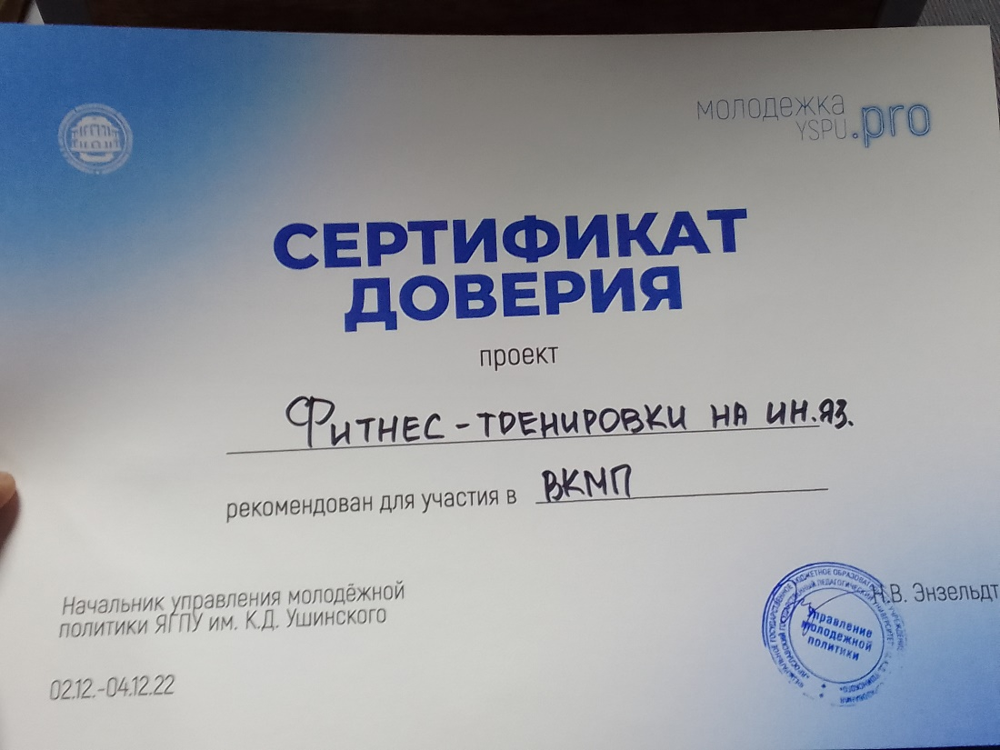 молодежка
YSPU.pro
СЕРТИФИКАТ
ДОВЕРИЯ
проект
Фитнес-тренировки на ин.яз.
рекомендован для участия в ВКМП
Начальник управления молодёжной
политики ЯГПУ им. К.Д. Ушинского
В. Энзельдт
Управление
молодежной
политики
02.12.-04.12.22